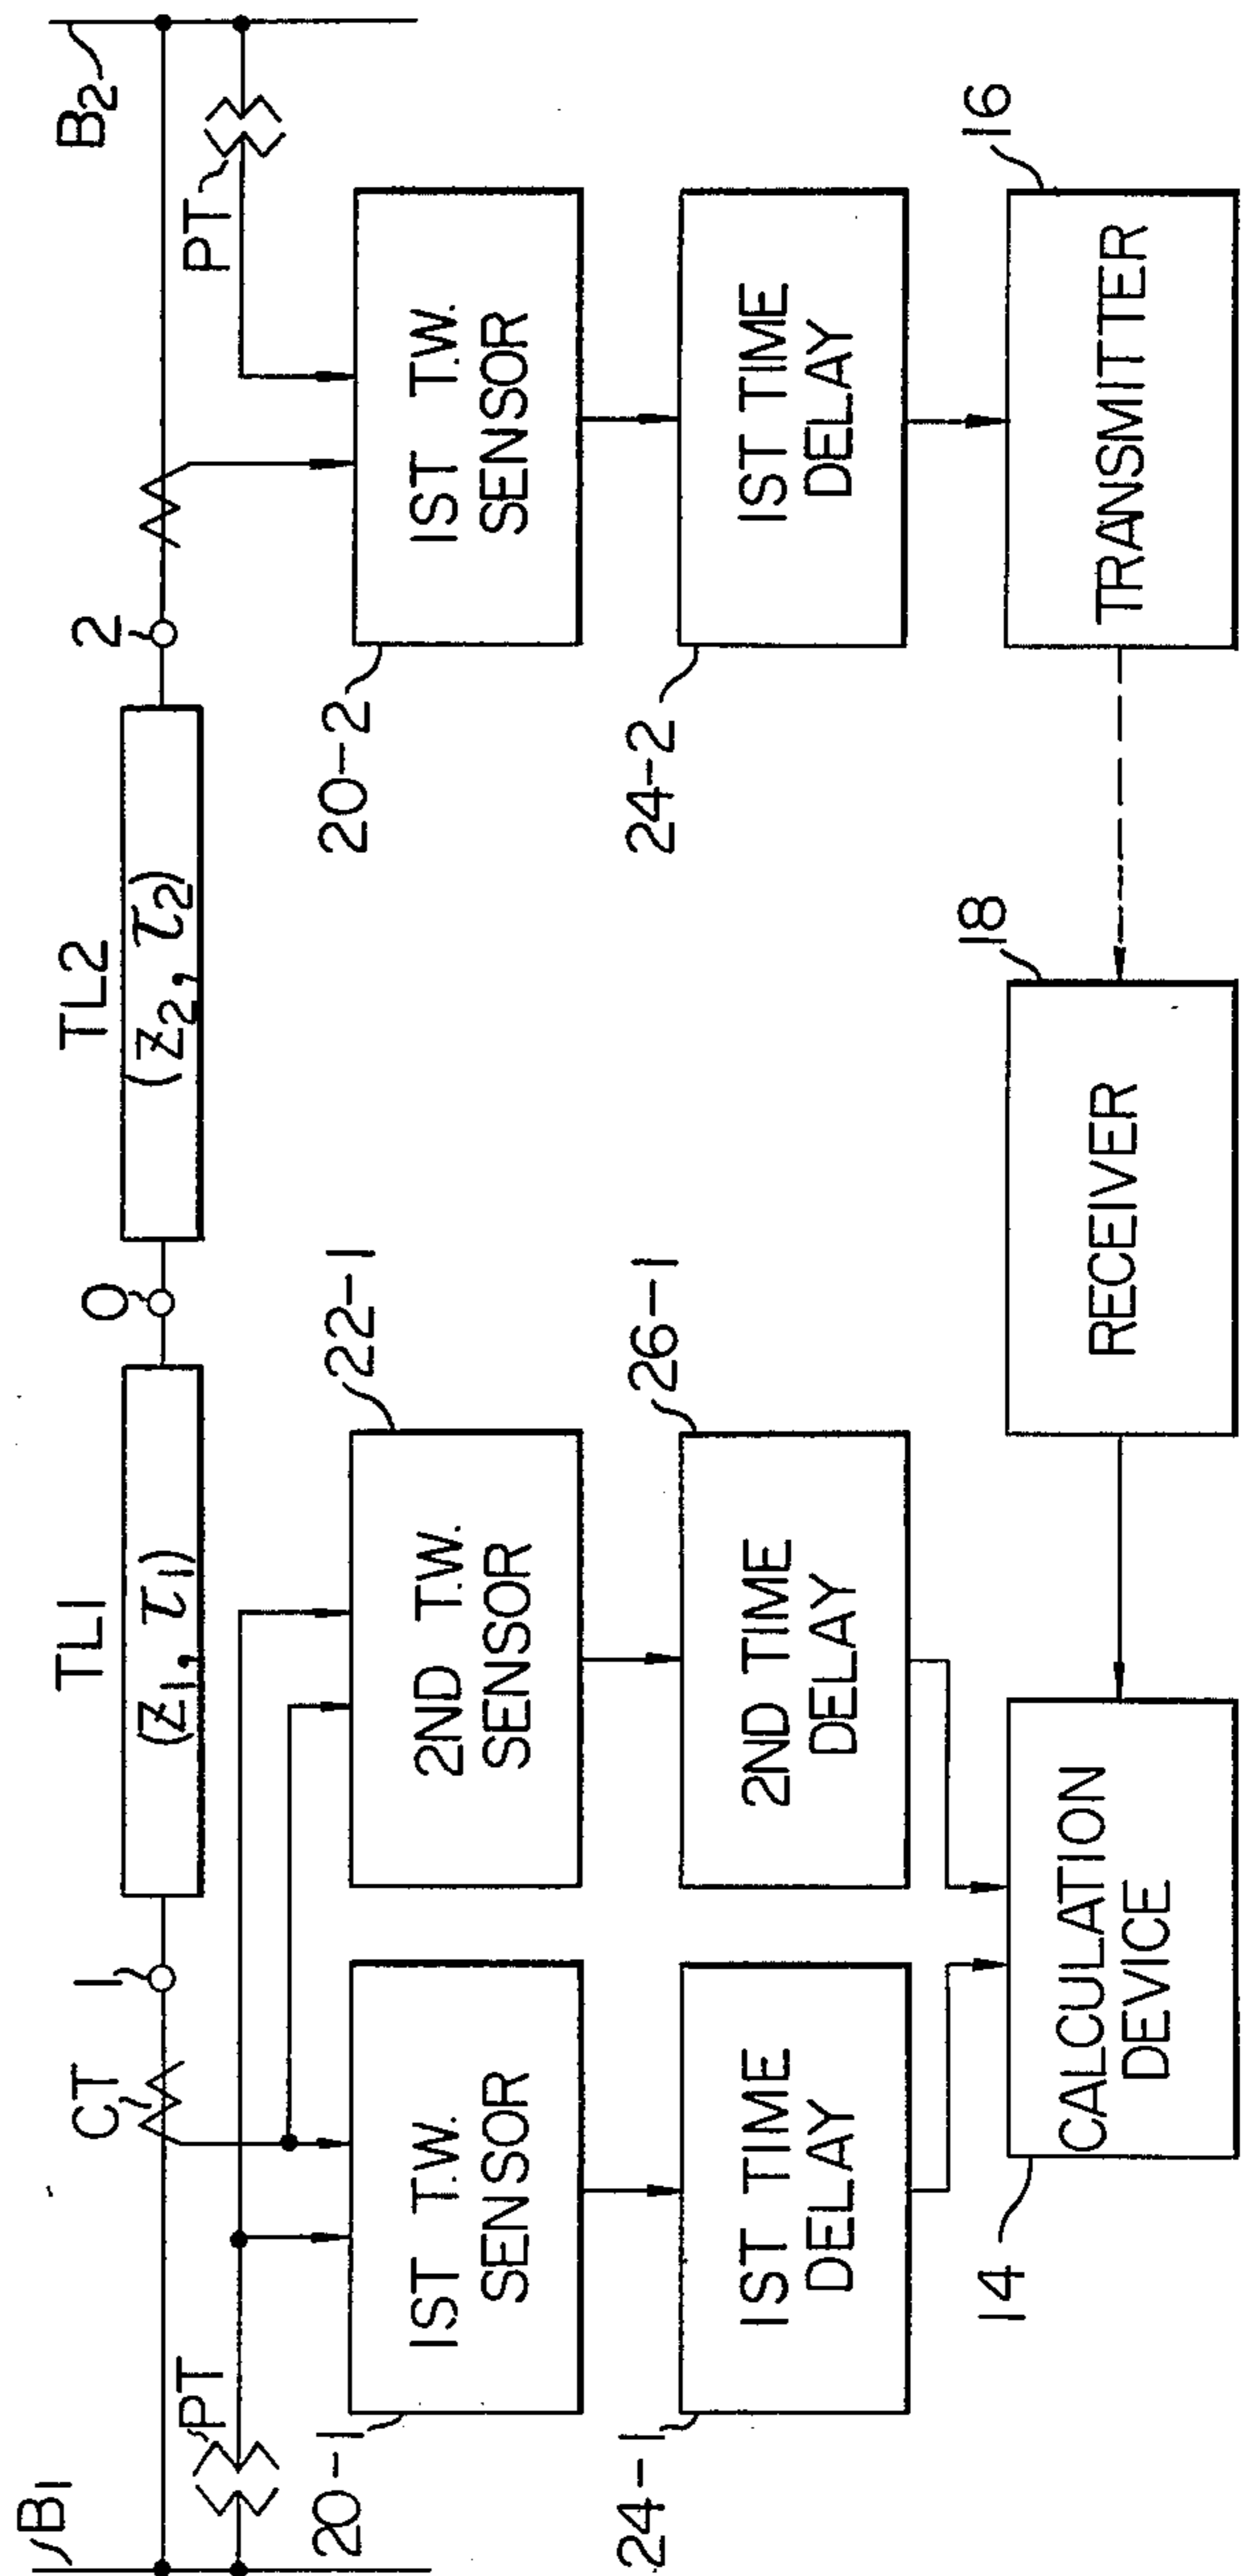 B1
PT
CT
1
TL1
(Z1, τ1)
0
TL2
(Z2, τ2)
2
PT
B2
20-1
1ST T.W.
SENSOR
22-1
2ND T.W.
SENSOR
20-2
1ST T.W.
SENSOR
24-1
1ST TIME
DELAY
26-1
2ND TIME
DELAY
24-2
1ST TIME
DELAY
14
CALCULATION
DEVICE
18
RECEIVER
16
TRANSMITTER